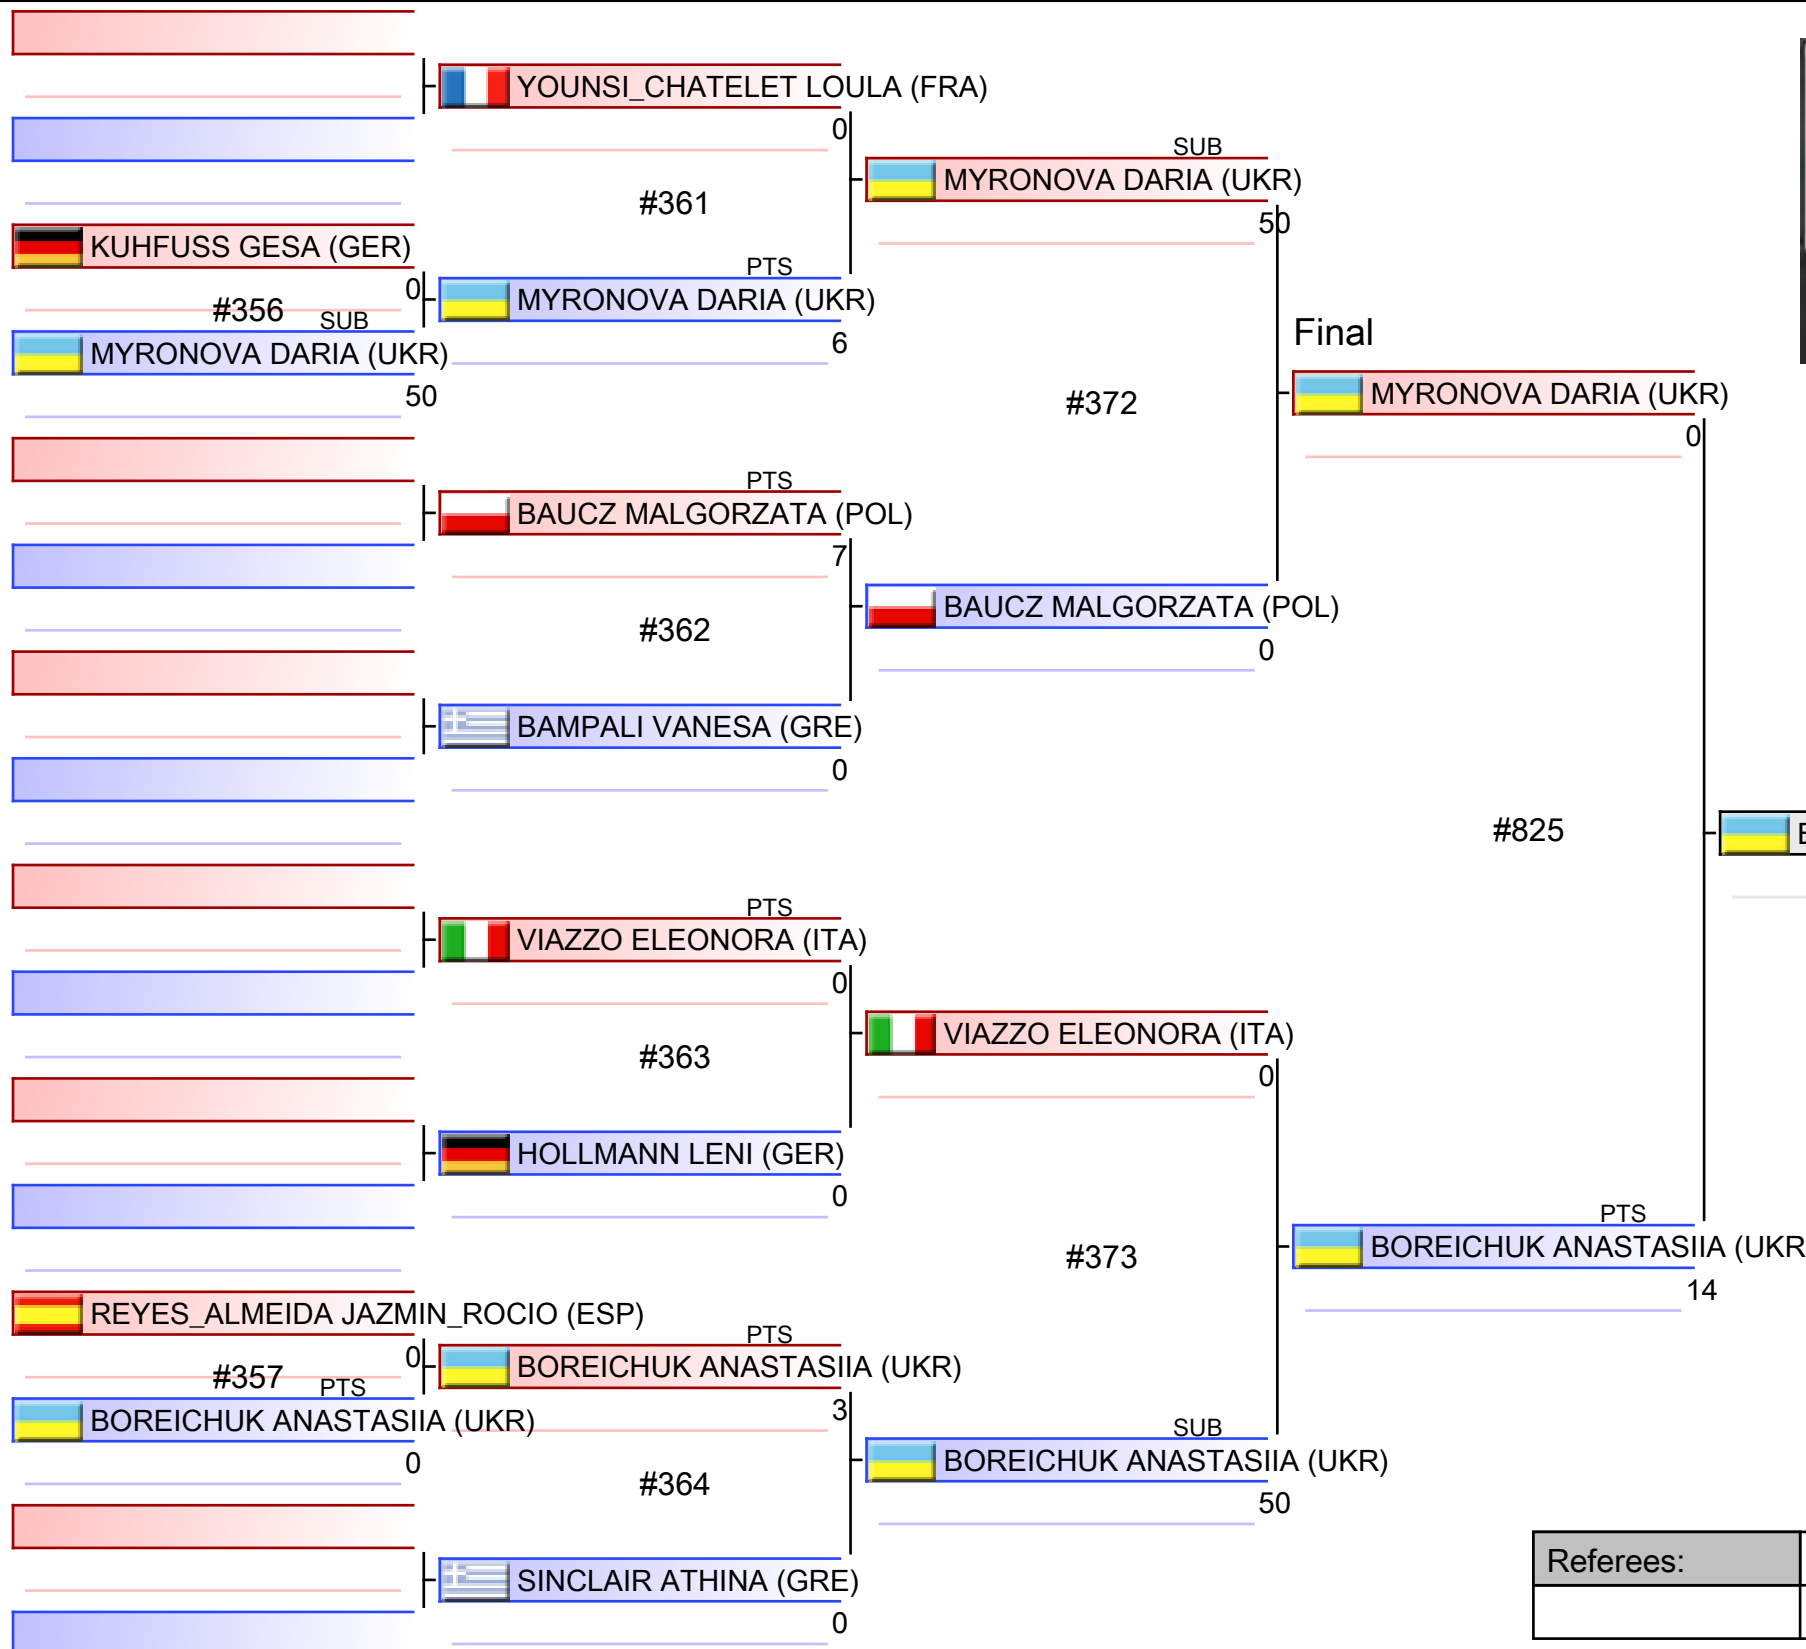 YOUNSI_CHATELET LOULA (FRA)
0
#361
KUHFUSS GESA (GER)
0
#356
SUB
MYRONOVA DARIA (UKR)
50
PTS
MYRONOVA DARIA (UKR)
6
SUB
MYRONOVA DARIA (UKR)
50
#372
Final
MYRONOVA DARIA (UKR)
0
PTS
BAUCZ MALGORZATA (POL)
7
#362
BAUCZ MALGORZATA (POL)
0
BAMPALI VANESA (GRE)
0
#825
PTS
VIAZZO ELEONORA (ITA)
0
#363
VIAZZO ELEONORA (ITA)
0
HOLLMANN LENI (GER)
0
#373
PTS
BOREICHUK ANASTASIIA (UKR
14
REYES_ALMEIDA JAZMIN_ROCIO (ESP)
0
#357
PTS
BOREICHUK ANASTASIIA (UKR)
0
PTS
BOREICHUK ANASTASIIA (UKR)
3
#364
SUB
BOREICHUK ANASTASIIA (UKR)
50
SINCLAIR ATHINA (GRE)
0
Referees: